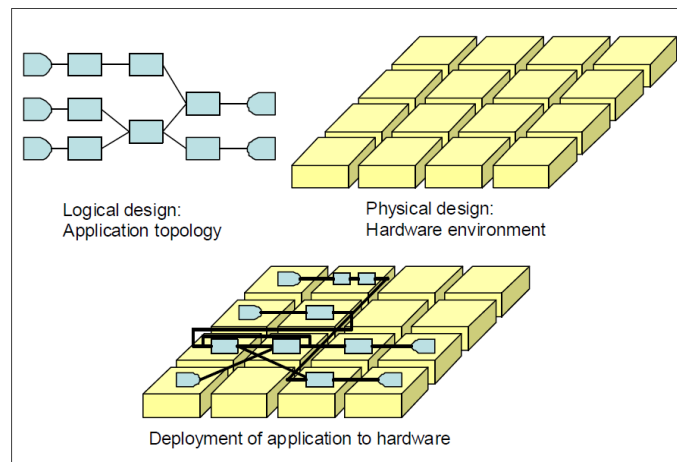 Logical design:
Application topology
Physical design:
Hardware environment
Deployment of application to hardware